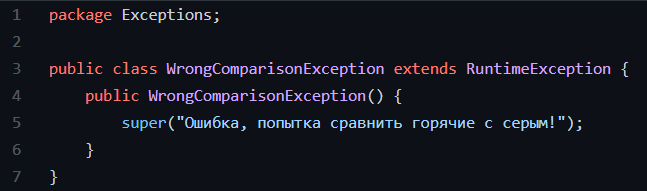 1 package Exceptions;
2
3 public class WrongComparisonException extends RuntimeException {
4     public WrongComparisonException() {
5         super("Ошибка, попытка сравнить горячие с серым!");
6     }
7 }